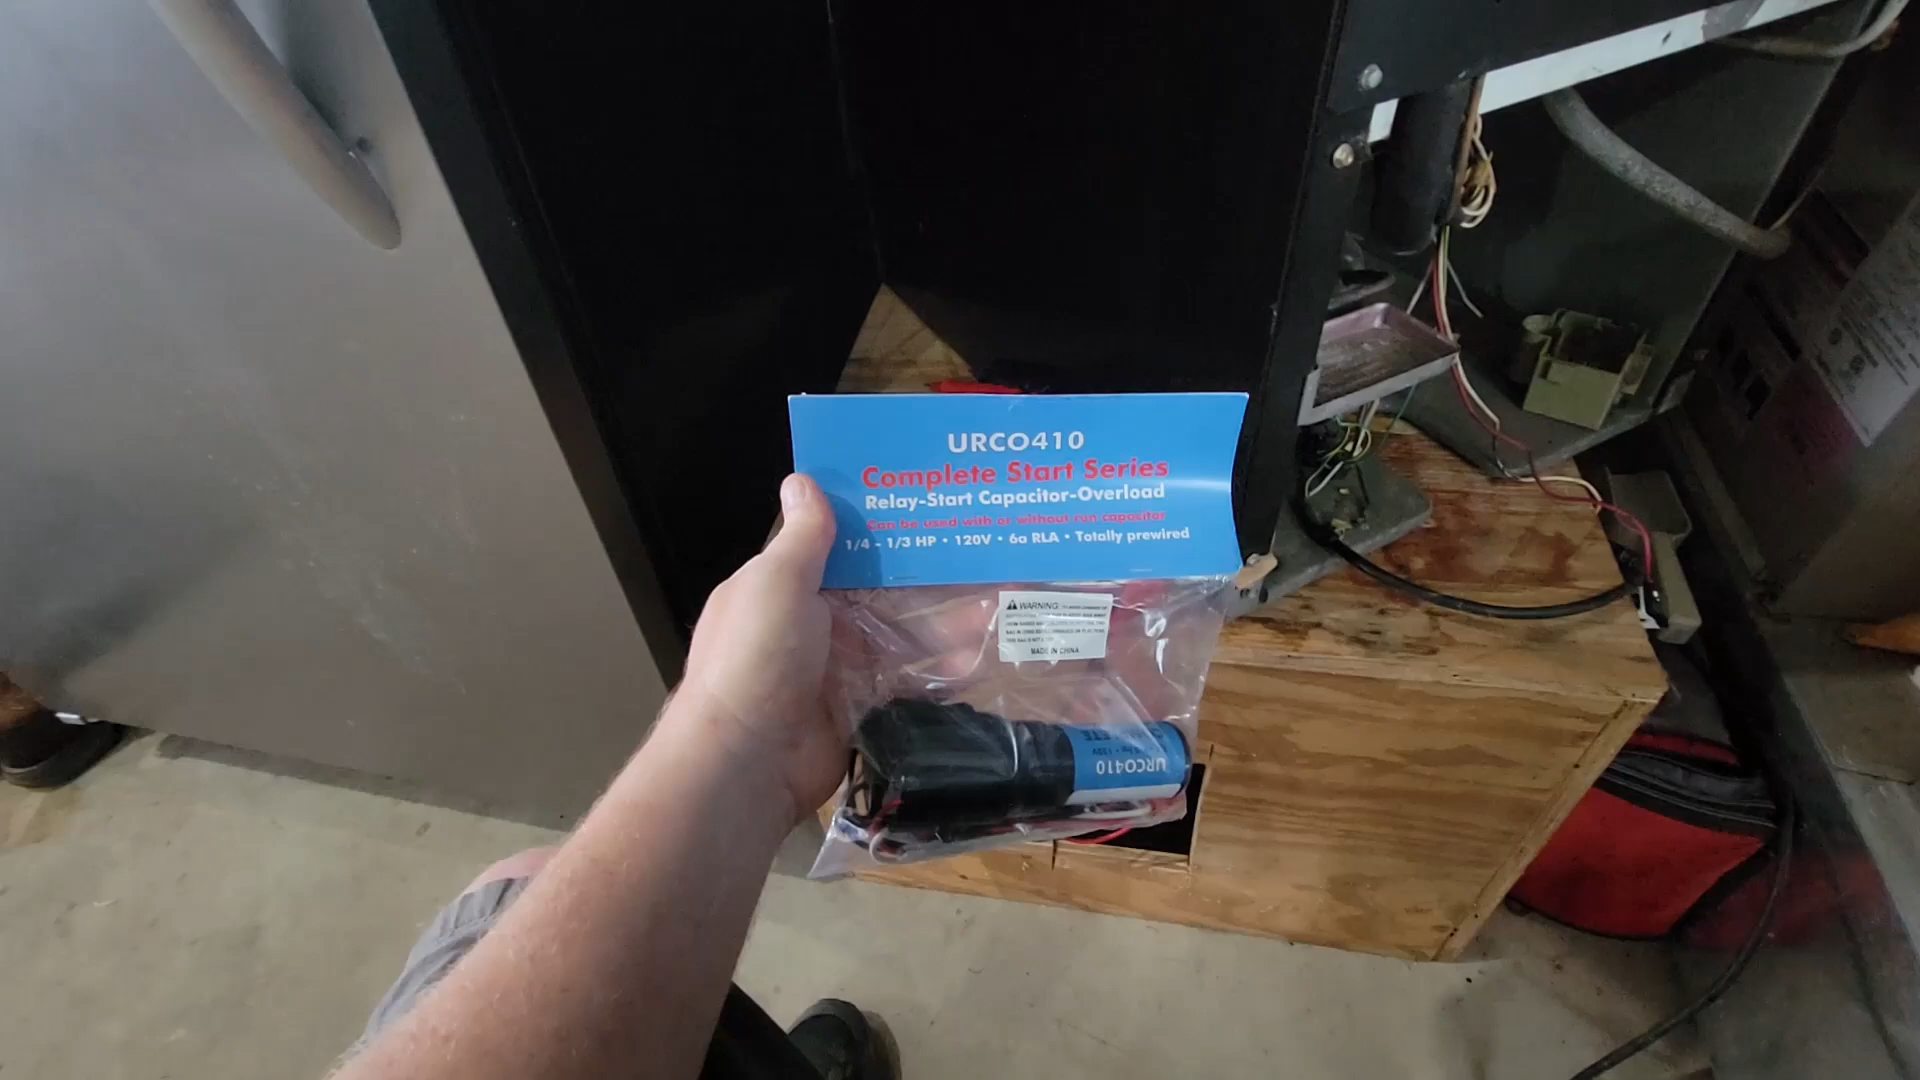 URCO410
Complete Start Series
Relay-Start Capacitor-Overload
Can be used with or without run capacitor
1/4 - 1/3 HP • 120V • 6a RLA • Totally prewired
WARNING:
MADE IN CHINA
URCO410